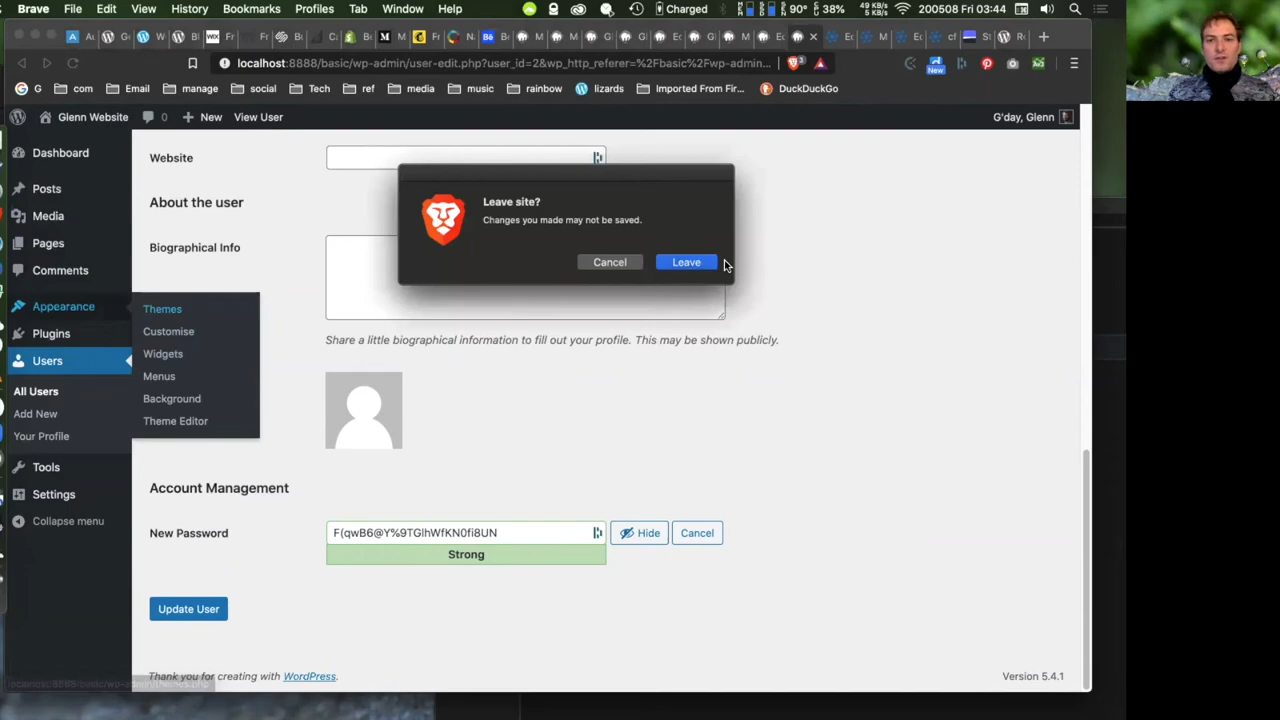 Brave File Edit View History Bookmarks Profiles Tab Window Help Charged 90° 38% 49 KB/s 5 KB/s 200508 Fri 03:44
localhost:8888/basic/wp-admin/user-edit.php?user_id=2&wp_http_referer=%2Fbasic%2Fwp-admin... 3 New
G com Email manage social Tech ref media music rainbow lizards Imported From Fir... DuckDuckGo
Glenn Website 0 New View User G'day, Glenn
Dashboard
Posts
Media
Pages
Comments
Appearance
Plugins
Users
All Users
Add New
Your Profile
Tools
Settings
Collapse menu
Themes
Customise
Widgets
Menus
Background
Theme Editor
Website
About the user
Biographical Info
Leave site?
Changes you made may not be saved.
Cancel Leave
Share a little biographical information to fill out your profile. This may be shown publicly.
Account Management
New Password F(qwB6@Y%9TGlhWfKN0fi8UN Hide Cancel
Strong
Update User
Thank you for creating with WordPress. Version 5.4.1